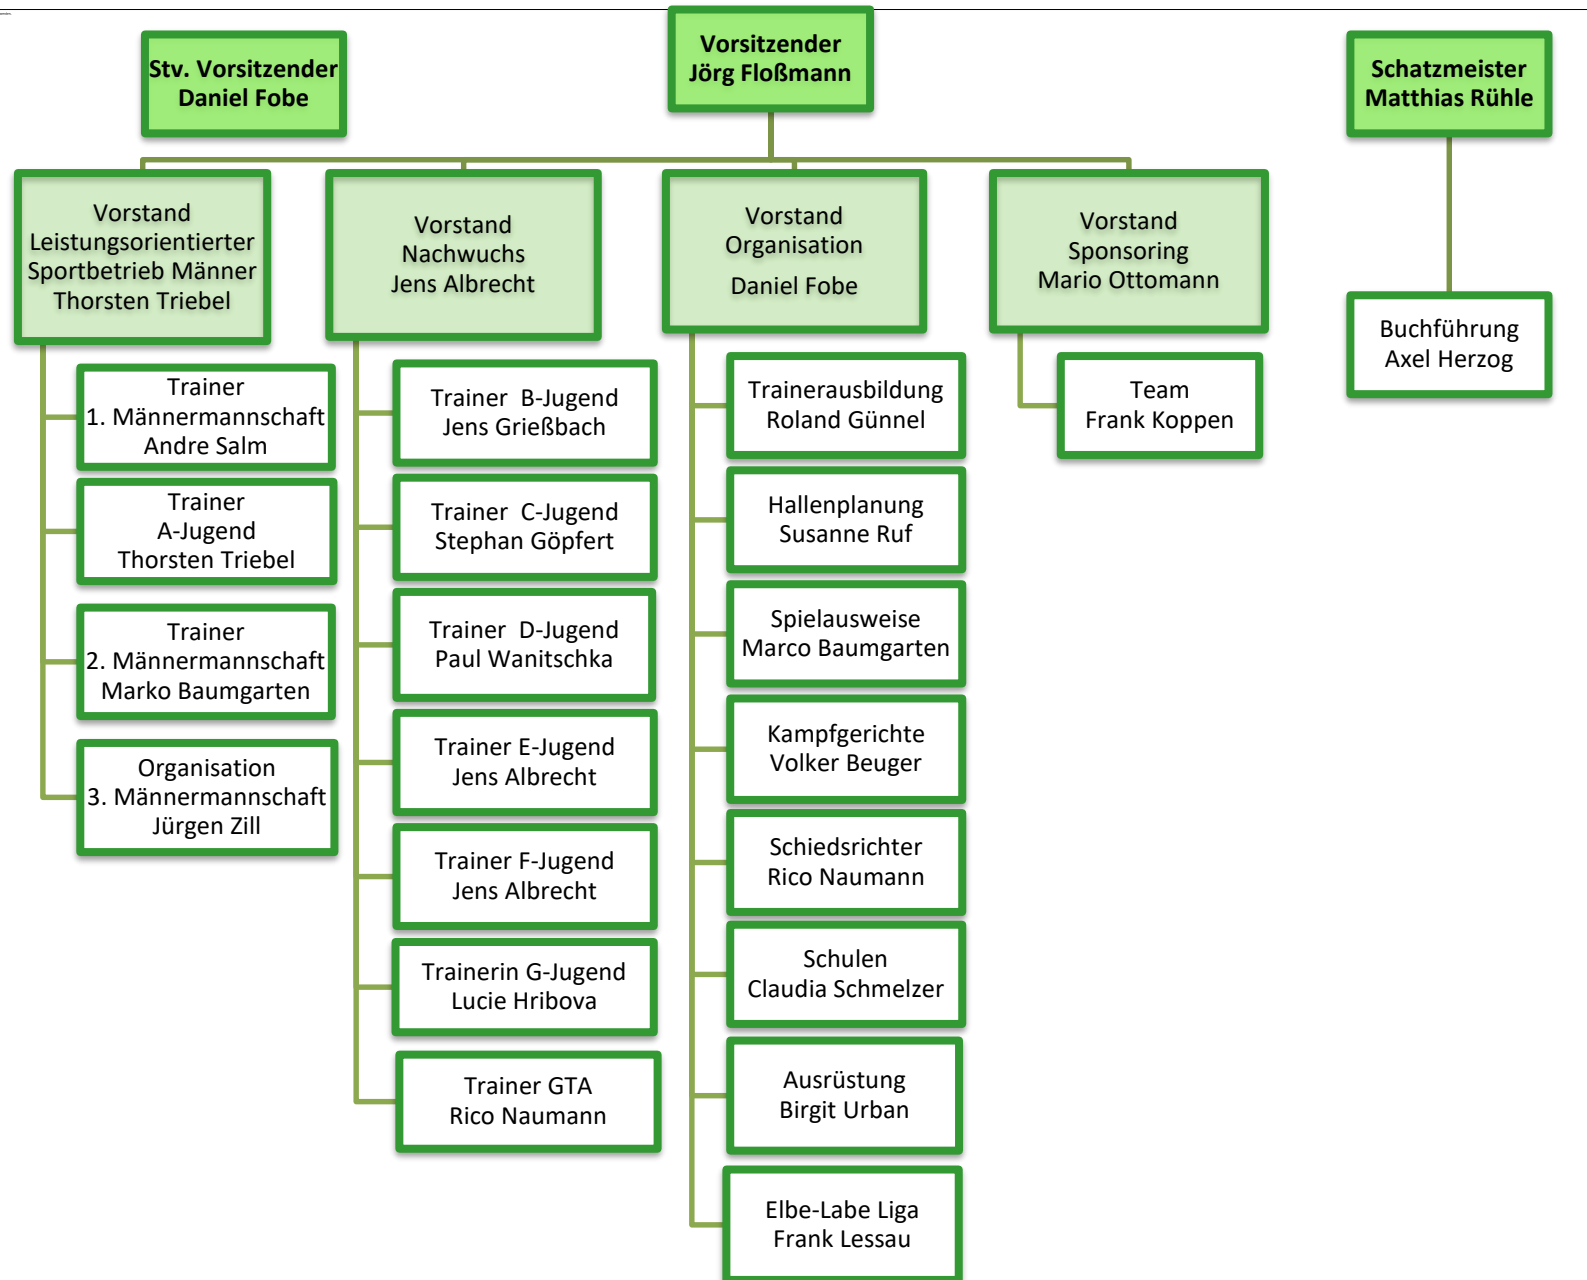 Stv. Vorsitzender
Daniel Fobe
Vorsitzender
Jörg Floßmann
Schatzmeister
Matthias Rühle
Vorstand
Leistungsorientierter
Sportbetrieb Männer
Thorsten Triebel
Vorstand
Nachwuchs
Jens Albrecht
Vorstand
Organisation
Daniel Fobe
Vorstand
Sponsoring
Mario Ottomann
Buchführung
Axel Herzog
Trainer
1. Männermannschaft
Andre Salm
Trainer
A-Jugend
Thorsten Triebel
Trainer
2. Männermannschaft
Marko Baumgarten
Organisation
3. Männermannschaft
Jürgen Zill
Trainer  B-Jugend
Jens Grießbach
Trainer  C-Jugend
Stephan Göpfert
Trainer  D-Jugend
Paul Wanitschka
Trainer E-Jugend
Jens Albrecht
Trainer F-Jugend
Jens Albrecht
Trainerin G-Jugend
Lucie Hribova
Trainer GTA
Rico Naumann
Trainerausbildung
Roland Günnel
Hallenplanung
Susanne Ruf
Spielausweise
Marco Baumgarten
Kampfgerichte
Volker Beuger
Schiedsrichter
Rico Naumann
Schulen
Claudia Schmelzer
Ausrüstung
Birgit Urban
Elbe-Labe Liga
Frank Lessau
Team
Frank Koppen